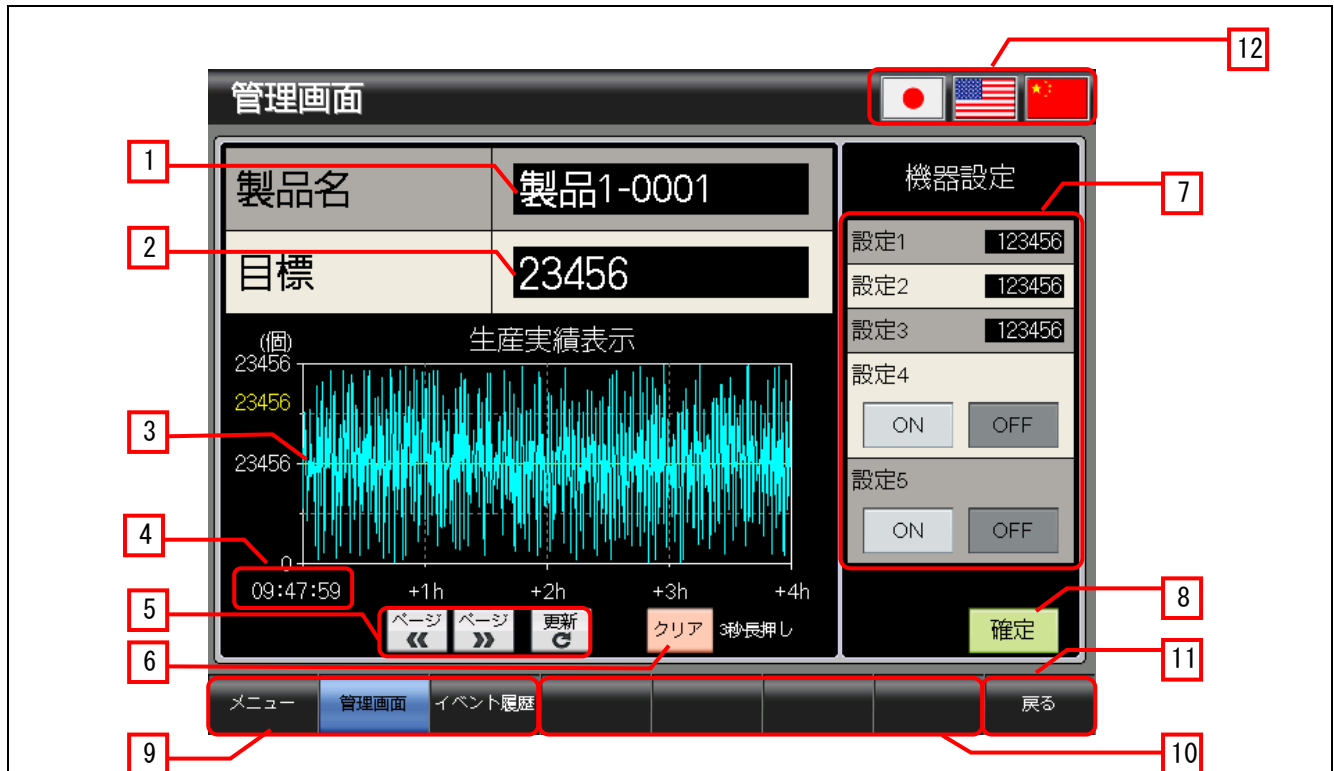 12
管理画面
1
製品名
製品1-0001
機器設定
7
2
目標
23456
設定1
123456
設定2
123456
設定3
123456
(個)
生産実績表示
23456
23456
3
23456
設定4
ON
OFF
設定5
ON
OFF
4
0
09:47:59
+1h
+2h
+3h
+4h
5
ページ
ページ
更新
クリア
3秒長押し
8
確定
6
11
メニュー
管理画面
イベント履歴
戻る
9
10